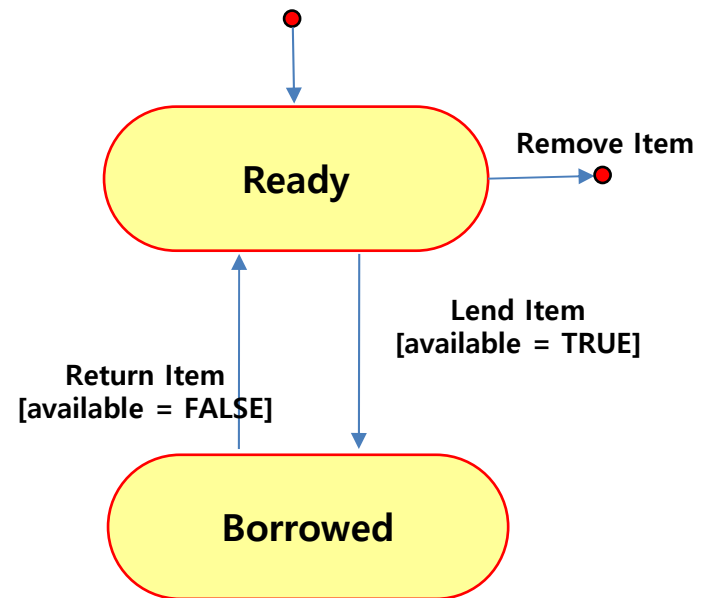 Remove Item
Ready
Lend Item
[available = TRUE]
Return Item
[available = FALSE]
Borrowed